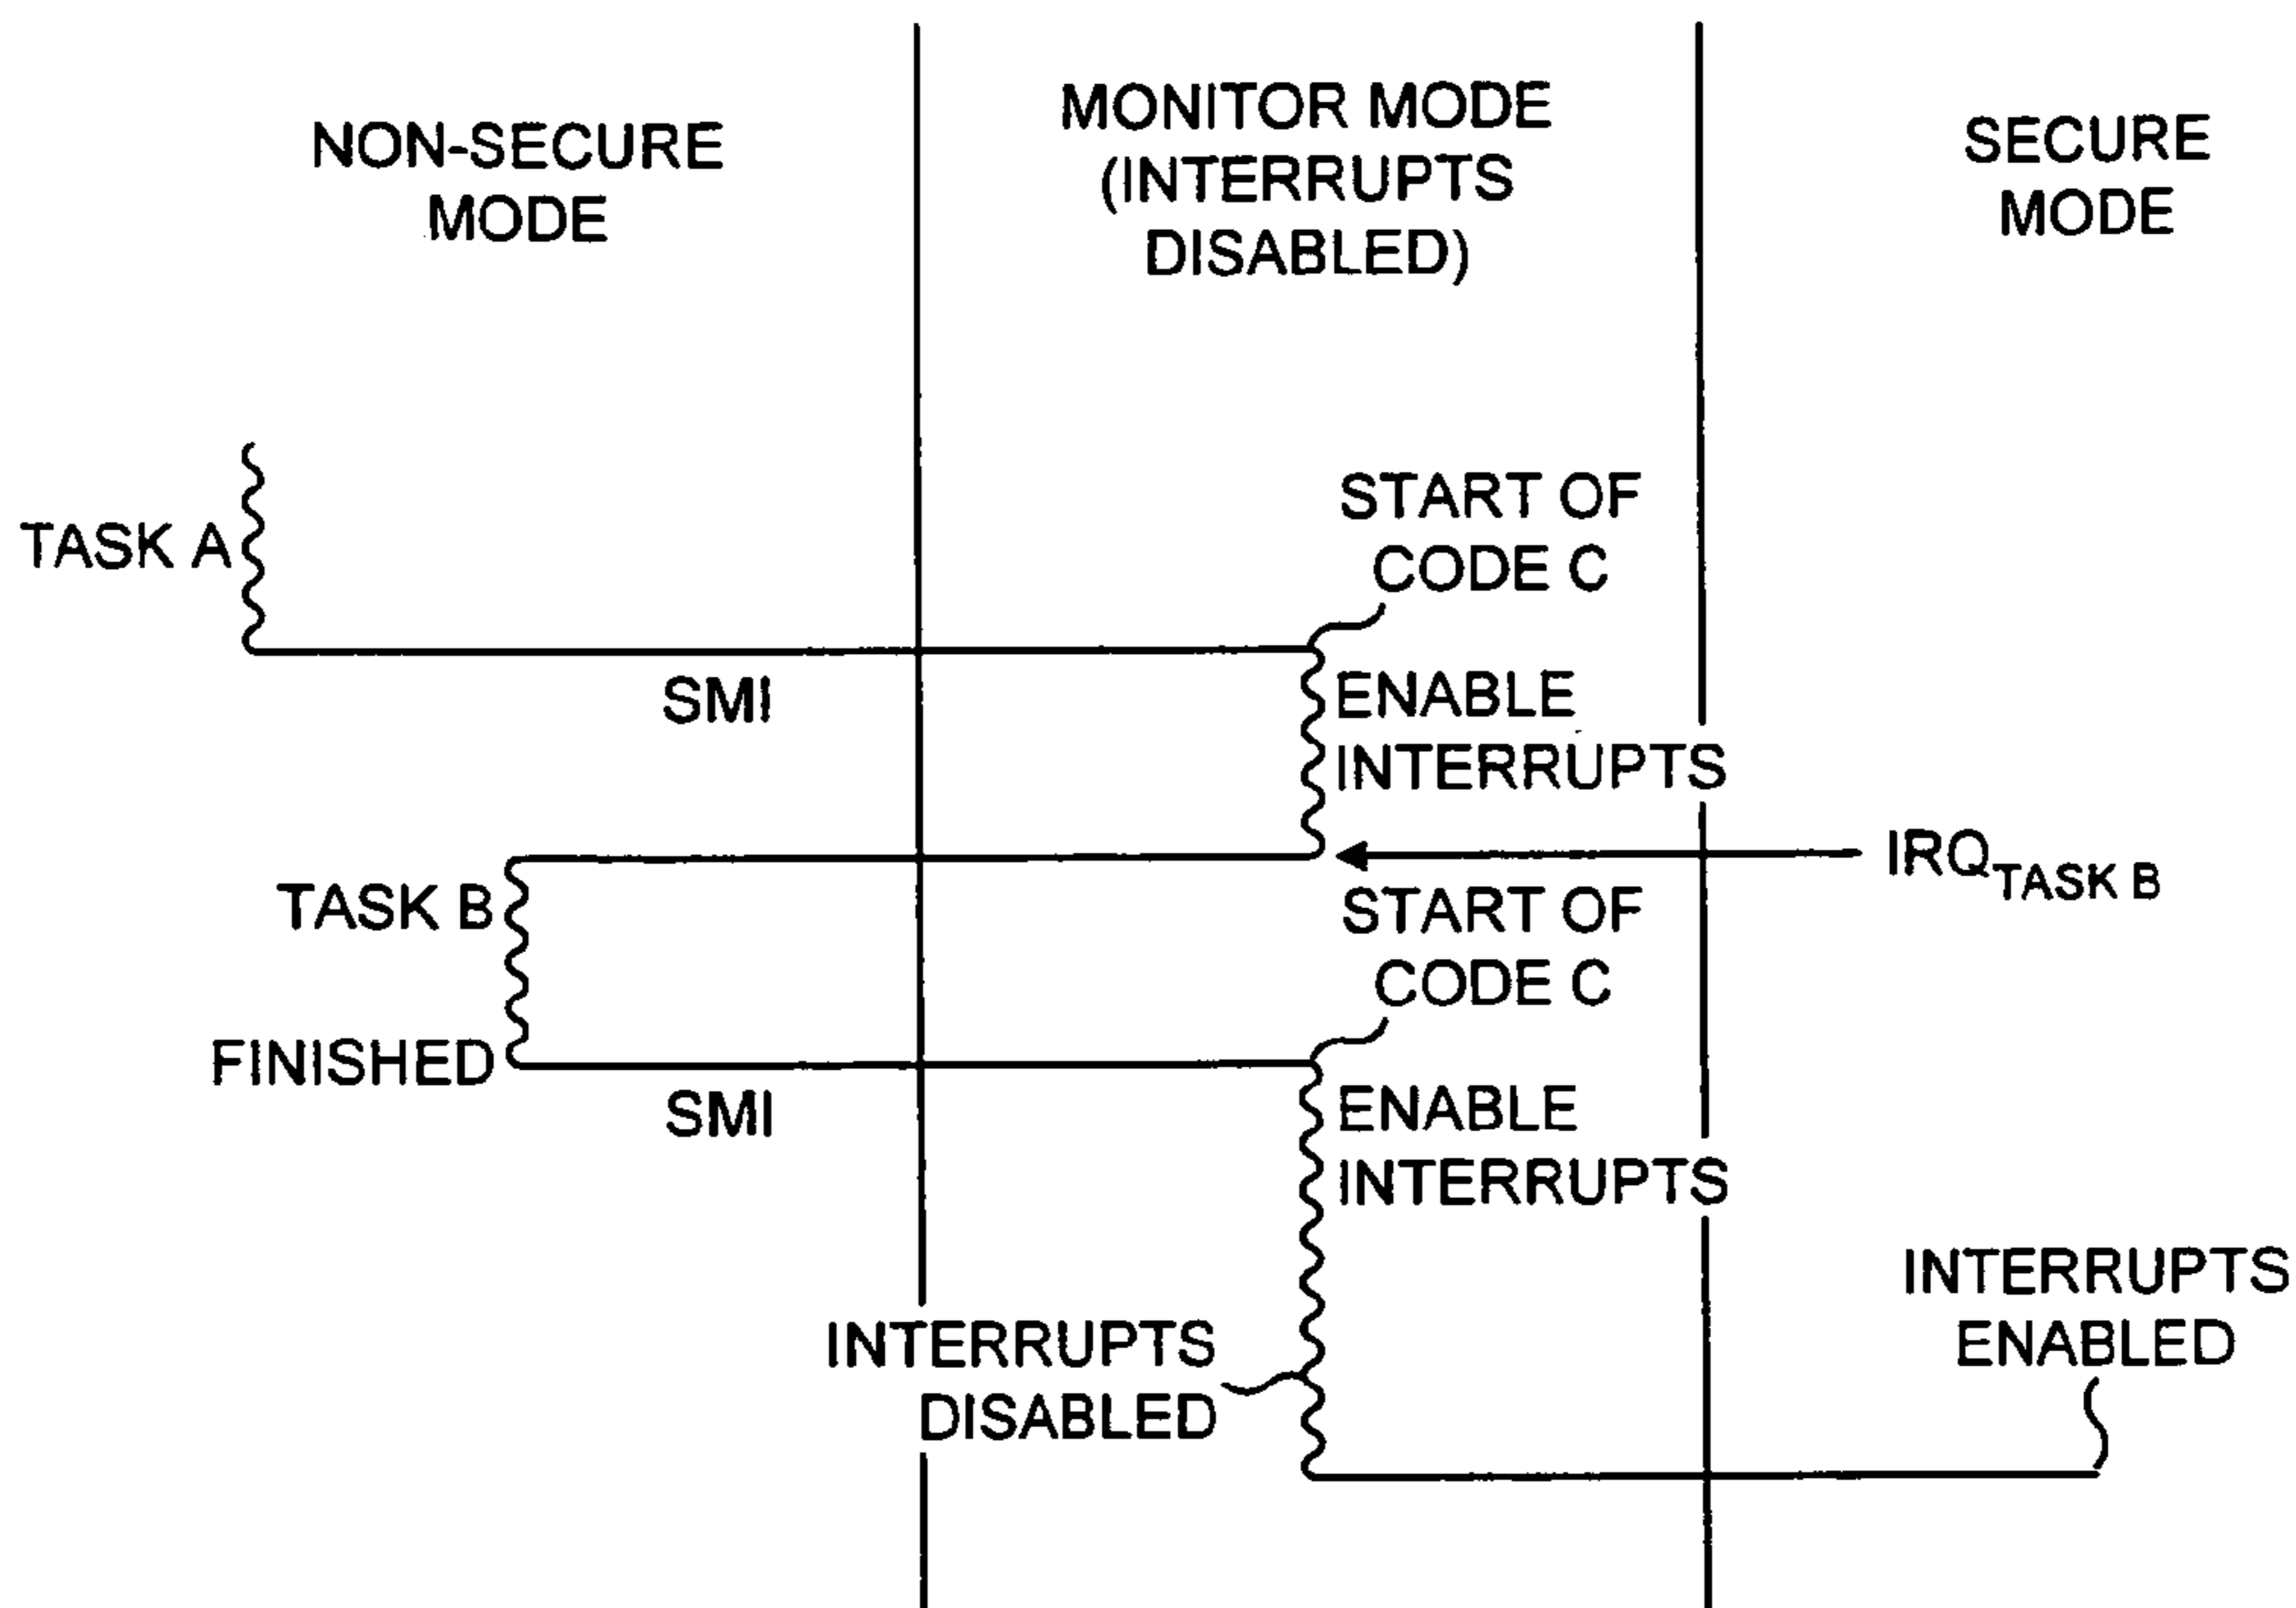 NON-SECURE
MODE
MONITOR MODE
(INTERRUPTS
DISABLED)
SECURE
MODE
START OF
CODE C
TASK A
SMI
ENABLE
INTERRUPTS
IRQTASK B
TASK B
START OF
CODE C
FINISHED
SMI
ENABLE
INTERRUPTS
INTERRUPTS
DISABLED
INTERRUPTS
ENABLED